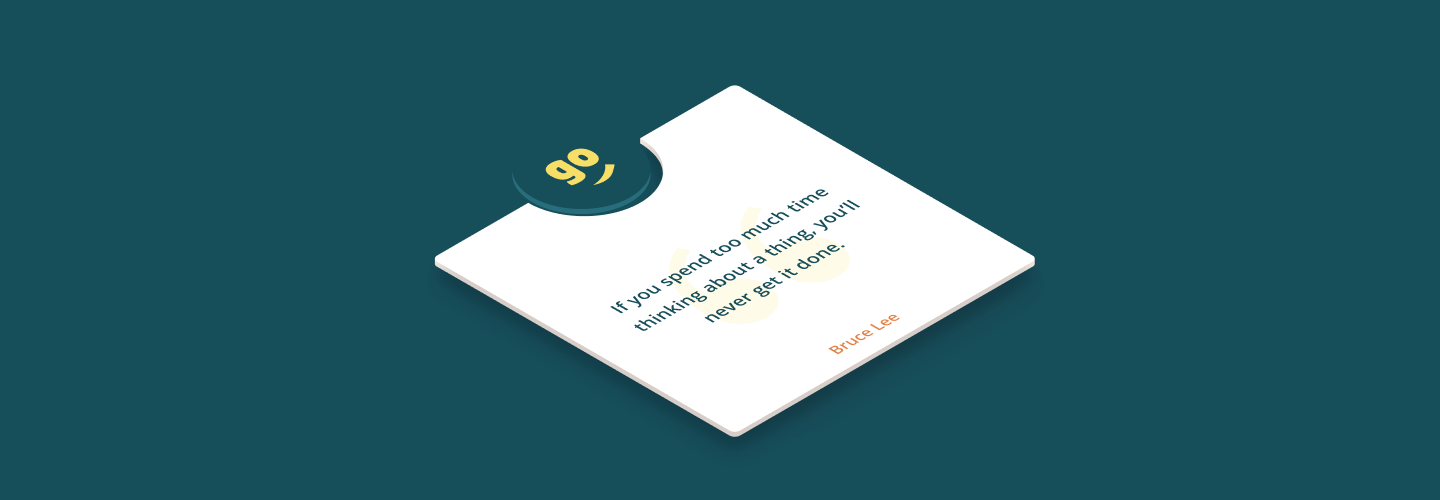 go
If you spend too much time
thinking about a thing, you'll
never get it done.
Bruce Lee